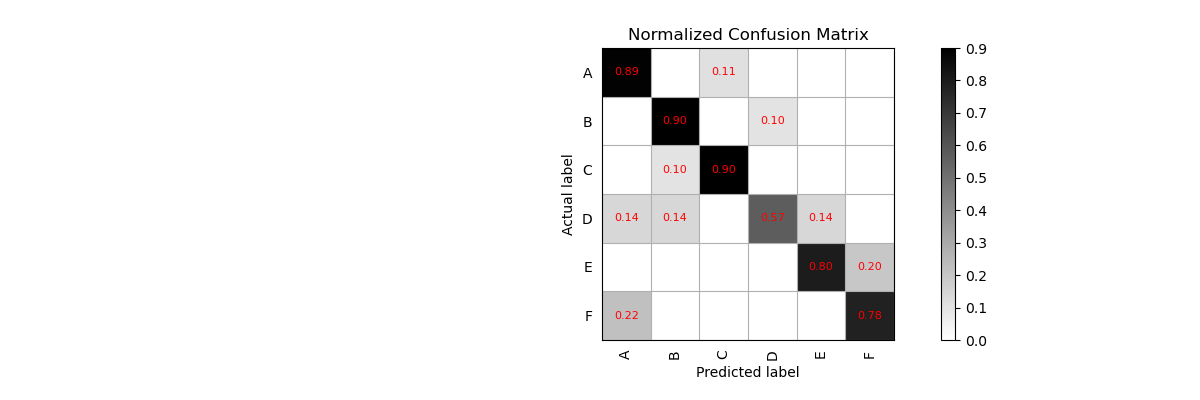 Normalized Confusion Matrix
A 0.89 0.11
B 0.90 0.10
C 0.10 0.90
D 0.14 0.14 0.57 0.14
E 0.80 0.20
F 0.22 0.78
A B C D E F
Predicted label
Actual label
0.9
0.8
0.7
0.6
0.5
0.4
0.3
0.2
0.1
0.0